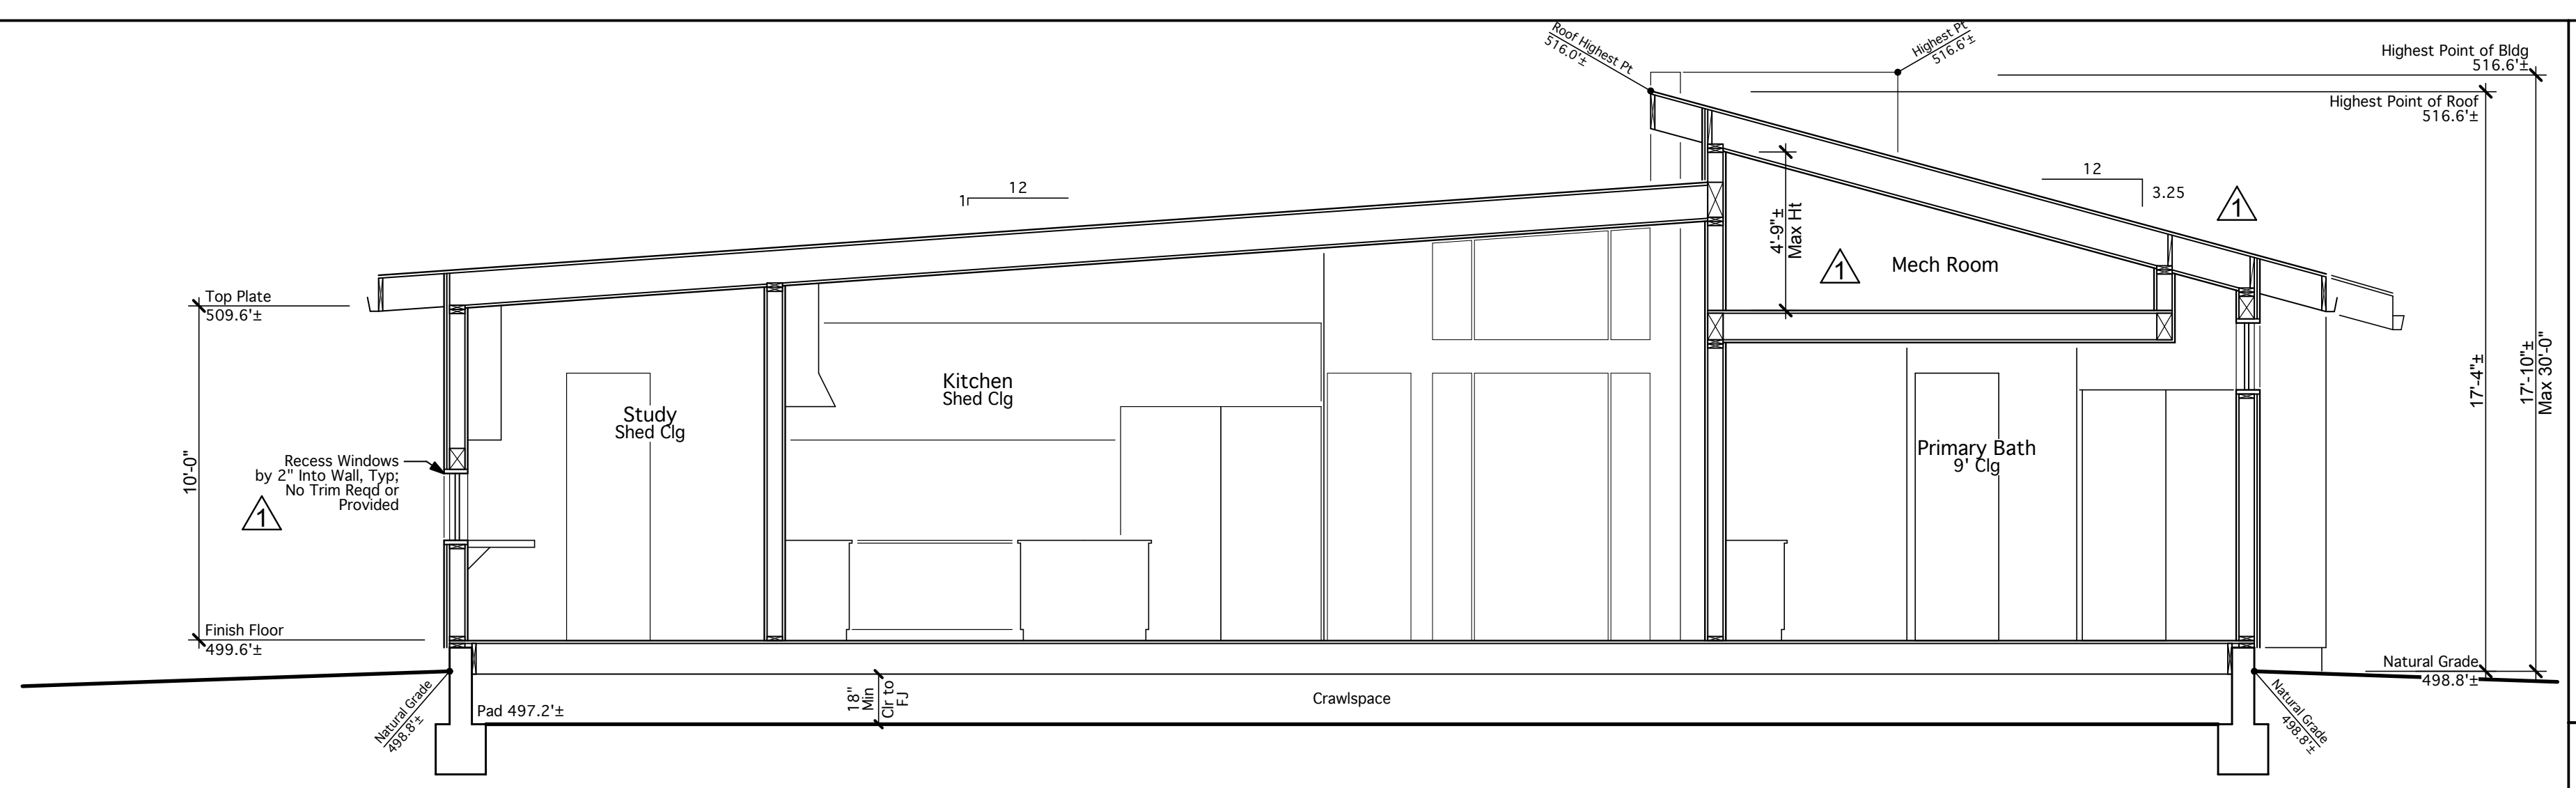 Roof Highest Pt
516.0'±
Highest Pt
516.6'±
Highest Point of Bldg
516.6'±
Highest Point of Roof
516.6'±
12
1
12
3.25
1
4'-9"±
Max Ht
1
Mech Room
Top Plate
509.6'±
17'-4"±
17'-10"±
Max 30'-0"
Kitchen
Shed Clg
Study
Shed Clg
Primary Bath
9' Clg
10'-0"
Recess Windows
by 2" Into Wall, Typ;
No Trim Reqd or
Provided
1
Finish Floor
499.6'±
Natural Grade
498.8'±
Natural Grade
498.8'±
Pad 497.2'±
18"
Min
Clr to
FJ
Crawlspace
Natural Grade
498.8'±